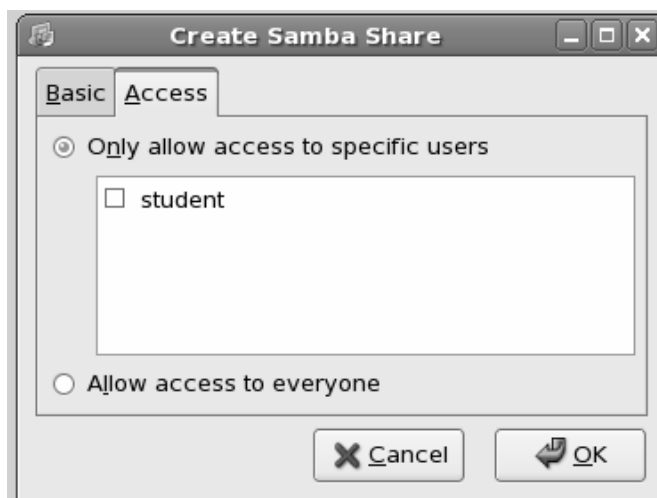 Create Samba Share
Basic Access
Only allow access to specific users
student
Allow access to everyone
Cancel OK